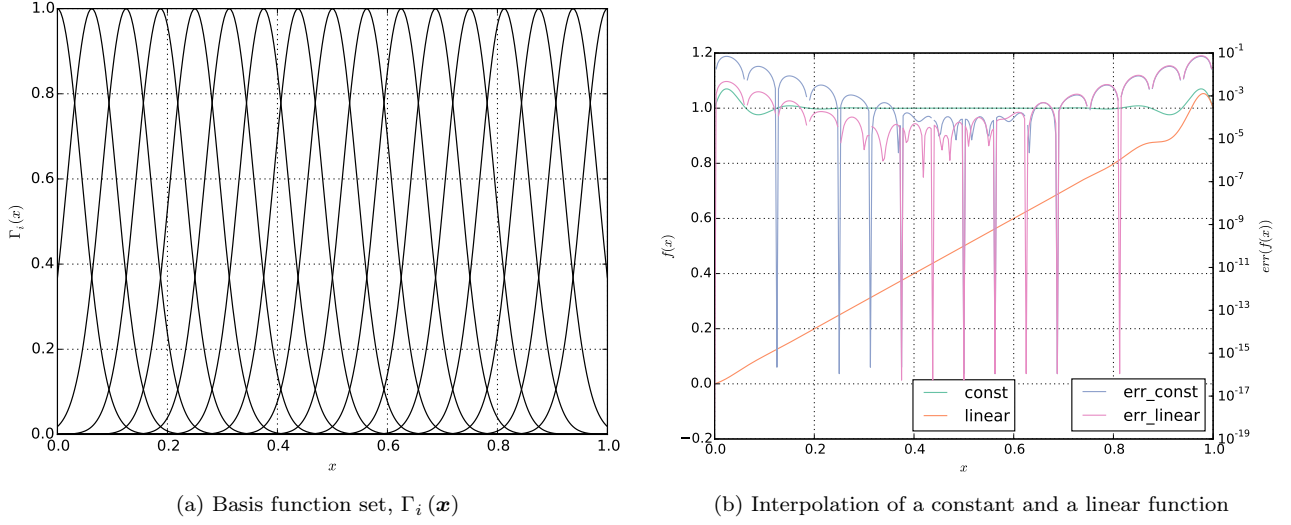 1.0
0.8
0.6
0.4
0.2
0.0
Γᵢ(x)
0.0 0.2 0.4 0.6 0.8 1.0
x
(a) Basis function set, Γᵢ (x)
1.2
1.0
0.8
0.6
0.4
0.2
0.0
−0.2
f(x)
10⁻¹
10⁻³
10⁻⁵
10⁻⁷
10⁻⁹
10⁻¹¹
10⁻¹³
10⁻¹⁵
10⁻¹⁷
10⁻¹⁹
err(f(x))
const
linear
err_const
err_linear
0.0 0.2 0.4 0.6 0.8 1.0
x
(b) Interpolation of a constant and a linear function